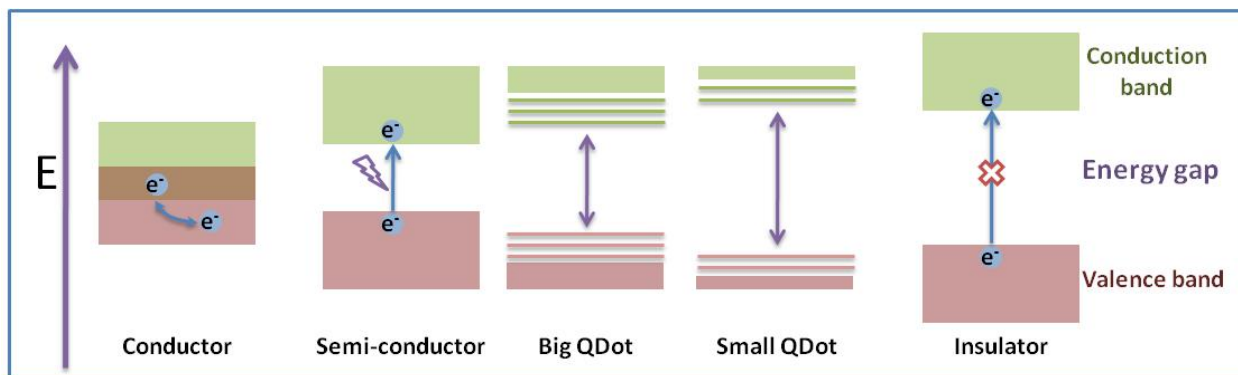 E
e-
e-
e-
e-
e-
e-
Conduction
band
Energy gap
Valence band
Conductor
Semi-conductor
Big QDot
Small QDot
Insulator